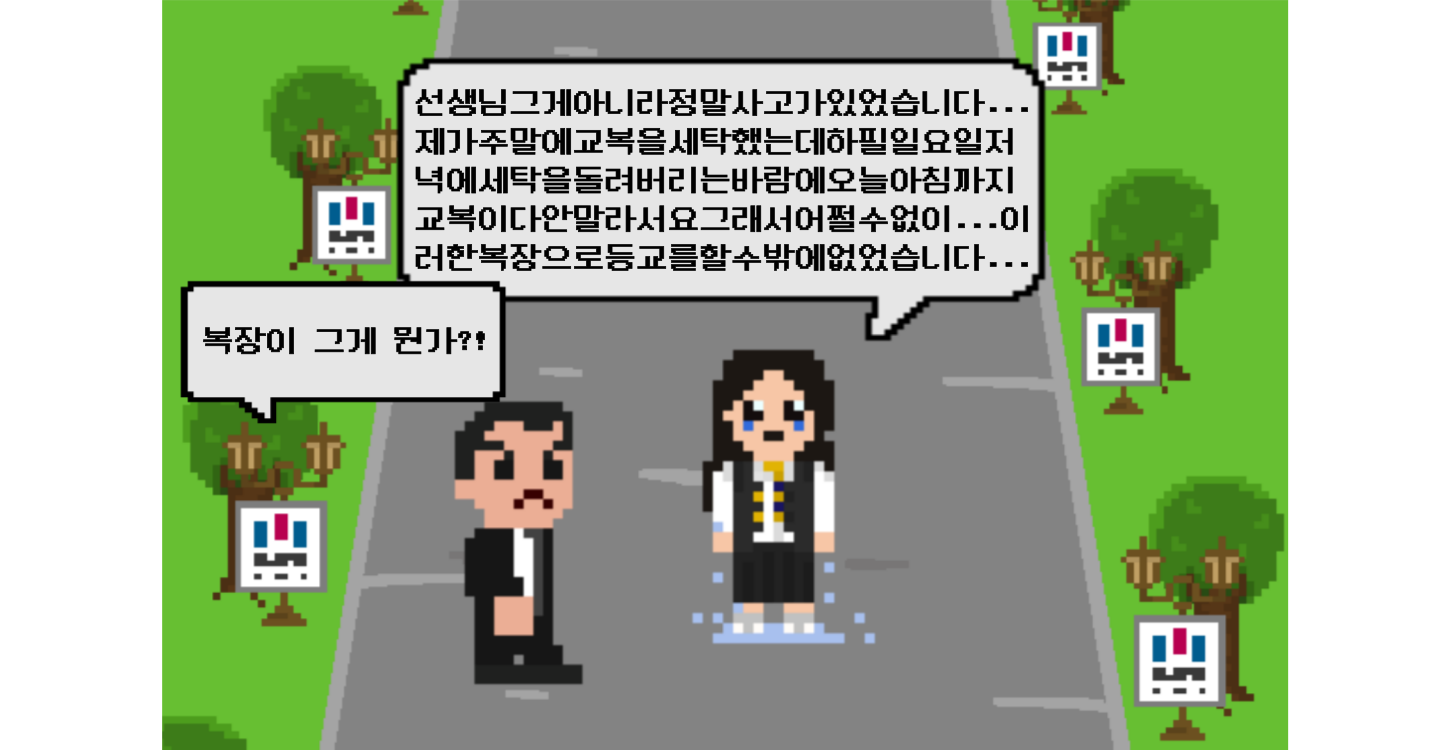 선생님그게아니라정말사고가있었습니다...
제가주말에교복을세탁했는데하필일요일저
녁에세탁을돌려버리는바람에오늘아침까지
교복이다안말라서요그래서어쩔수없이...이
러한복장으로등교를할수밖에없었습니다...
복장이 그게 뭔가?!